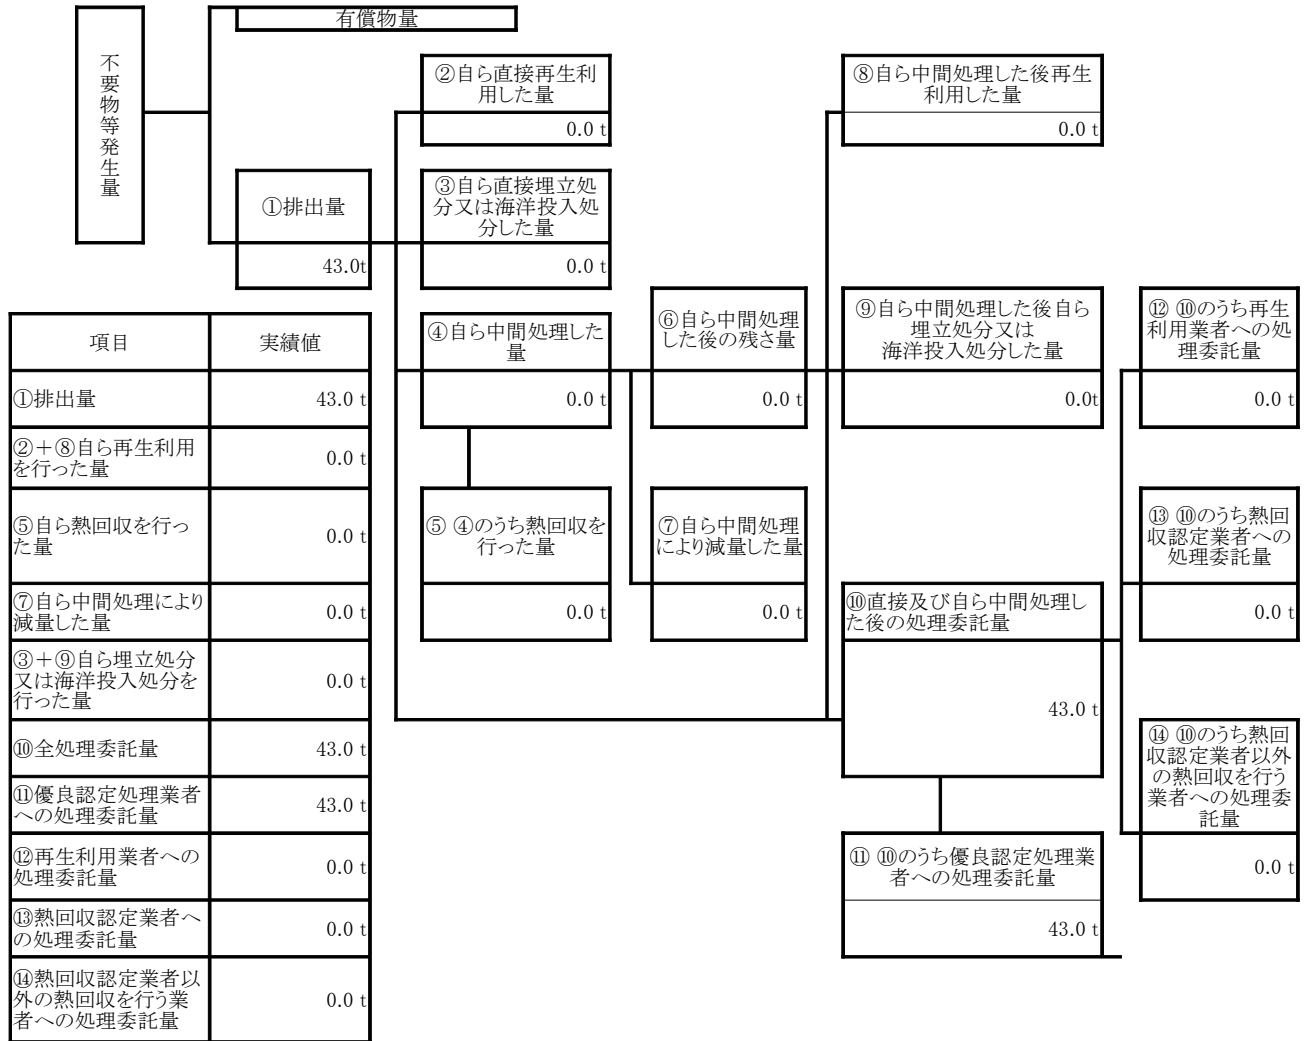 不要物等発生量
有償物量
②自ら直接再生利
用した量
0.0 t
⑧自ら中間処理した後再生
利用した量
0.0 t
①排出量
43.0t
③自ら直接埋立処
分又は海洋投入処
分した量
0.0 t
④自ら中間処理した
量
0.0 t
⑥自ら中間処理
した後の残さ量
0.0 t
⑨自ら中間処理した後自ら
埋立処分又は
海洋投入処分した量
0.0t
⑫ ⑩のうち再生
利用業者への処
理委託量
0.0 t
⑤ ④のうち熱回収を
行った量
0.0 t
⑦自ら中間処理
により減量した量
0.0 t
⑬ ⑩のうち熱回
収認定業者への
処理委託量
0.0 t
⑩直接及び自ら中間処理し
た後の処理委託量
43.0 t
⑭ ⑩のうち熱回
収認定業者以外
の熱回収を行う
業者への処理委
託量
0.0 t
⑪ ⑩のうち優良認定処理業
者への処理委託量
43.0 t
項目 実績値
①排出量 43.0 t
②＋⑧自ら再生利用
を行った量
0.0 t
⑤自ら熱回収を行っ
た量
0.0 t
⑦自ら中間処理により
減量した量
0.0 t
③＋⑨自ら埋立処分
又は海洋投入処分を
行った量
0.0 t
⑩全処理委託量 43.0 t
⑪優良認定処理業者
への処理委託量
43.0 t
⑫再生利用業者への
処理委託量
0.0 t
⑬熱回収認定業者へ
の処理委託量
0.0 t
⑭熱回収認定業者以
外の熱回収を行う業
者への処理委託量
0.0 t